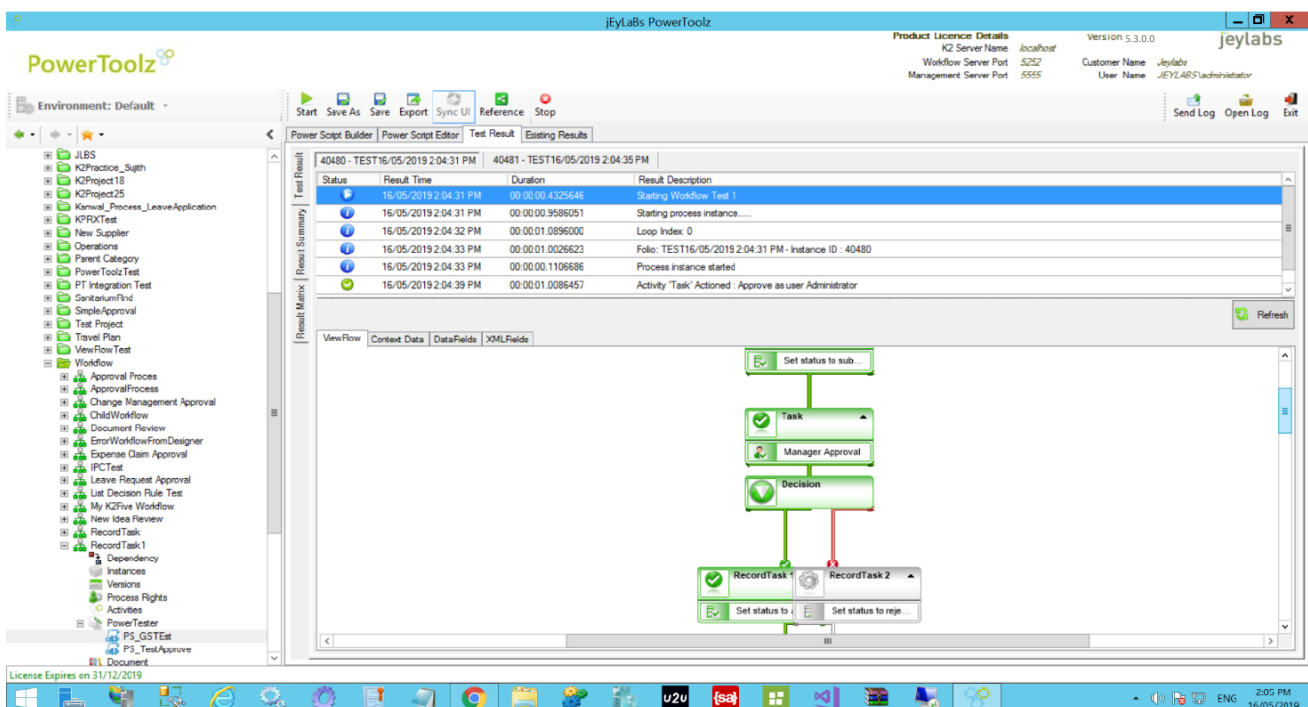 jEyLaBs PowerToolz
PowerToolz
Product Licence Details
K2 Server Name localhost
Workflow Server Port 5252
Management Server Port 5555
Version 5.3.0.0
Customer Name Jeylabs
User Name JEYLABS\administrator
jeylabs
Environment: Default
Start Save As Save Export Sync UI Reference Stop
Send Log Open Log Exit
Power Script Builder Power Script Editor Test Result Existing Results
JLBS
K2Practice_Sujith
K2Project18
K2Project25
Kanwal_Process_LeaveApplication
KPRXTest
New Supplier
Operations
Parent Category
PowerToolzTest
PT Integration Test
SanitariumRnd
SimpleApproval
Test Project
Travel Plan
ViewFlowTest
Workflow
Approval Proces
ApprovalProcess
Change Management Approval
ChildWorkflow
Document Review
ErrorWorkflowFromDesigner
Expense Claim Approval
IPCTest
Leave Request Approval
List Decision Rule Test
My K2Five Workflow
New Idea Review
RecordTask
RecordTask1
Dependency
Instances
Versions
Process Rights
Activities
PowerTester
PS_GSTEst
PS_TestApprove
Document
Test Result
Result Summary
Result Matrix
40480 - TEST16/05/2019 2:04:31 PM 40481 - TEST16/05/2019 2:04:35 PM
Status Result Time Duration Result Description
16/05/2019 2:04:31 PM 00:00:00.4325646 Starting Workflow Test 1
16/05/2019 2:04:31 PM 00:00:00.9586051 Starting process instance.....
16/05/2019 2:04:32 PM 00:00:01.0896000 Loop Index: 0
16/05/2019 2:04:33 PM 00:00:01.0026623 Folio: TEST16/05/2019 2:04:31 PM - Instance ID : 40480
16/05/2019 2:04:33 PM 00:00:00.1106686 Process instance started
16/05/2019 2:04:39 PM 00:00:01.0086457 Activity 'Task' Actioned : Approve as user Administrator
Refresh
ViewFlow Context Data DataFields XMLFields
Set status to sub...
Task
Manager Approval
Decision
RecordTask 1 RecordTask 2
Set status to Set status to reje...
License Expires on 31/12/2019
u2u {sa}
ENG 2:05 PM
16/05/2019